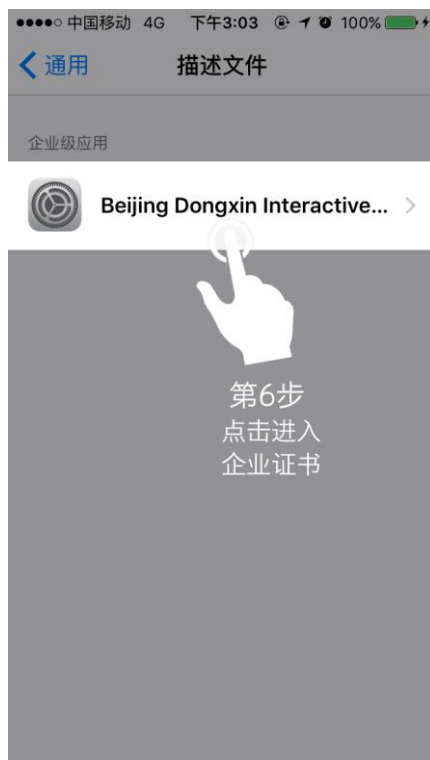 中国移动 4G 下午3:03 100%
通用 描述文件
企业级应用
Beijing Dongxin Interactive...
第6步
点击进入
企业证书